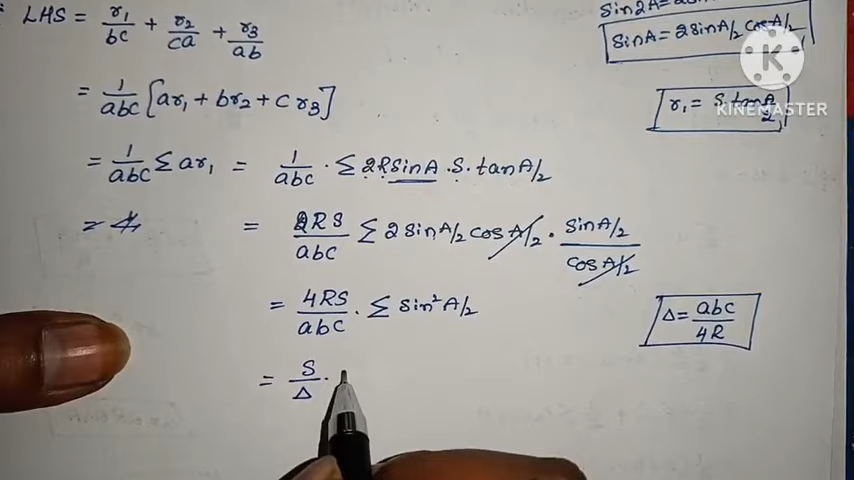 LHS = r₁/bc + r₂/ca + r₃/ab
Sin2A = 2sin
SinA = 2SinA/2 cosA/2
= 1/abc [ar₁ + br₂ + cr₃]
r₁ = S tanA/2
KINEMASTER
= 1/abc Σ ar₁ = 1/abc · Σ 2R sinA · S · tanA/2
= 2RS/abc Σ 2 sinA/2 cosA/2 · sinA/2 / cosA/2
= 4RS/abc · Σ sin²A/2
Δ = abc/4R
= S/Δ ·